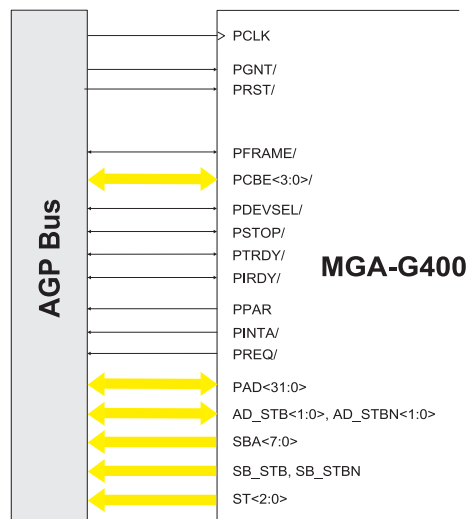 AGP Bus
PCLK
PGNT/
PRST/
PFRAME/
PCBE<3:0>/
PDEVSEL/
PSTOP/
PTRDY/
PIRDY/
MGA-G400
PPAR
PINTA/
PREQ/
PAD<31:0>
AD_STB<1:0>, AD_STBN<1:0>
SBA<7:0>
SB_STB, SB_STBN
ST<2:0>